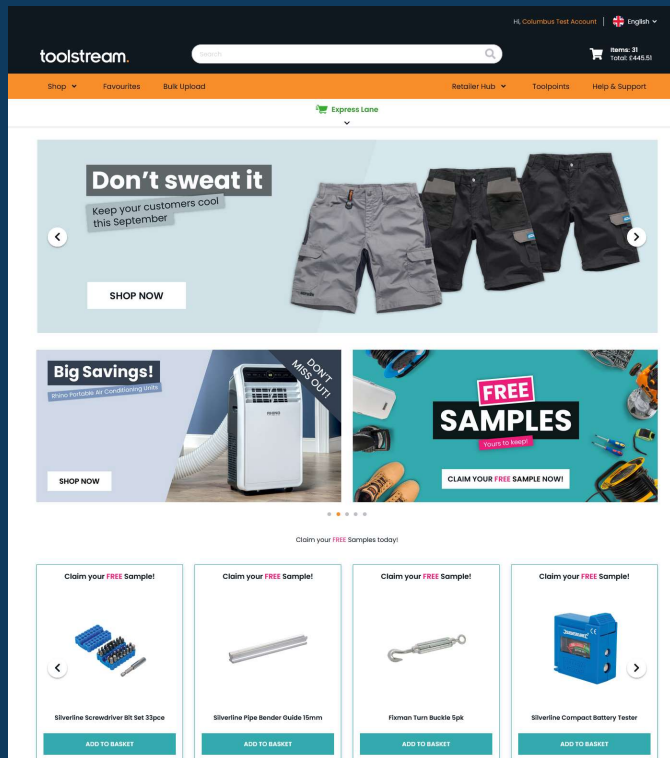 Hi, Columbus Test Account
English
toolstream.
Search
Items: 31
Total: £445.51
Shop
Favourites
Bulk Upload
Retailer Hub
Toolpoints
Help & Support
Express Lane
Don't sweat it
Keep your customers cool
this September
SHOP NOW
Big Savings!
Rhino Portable Air Conditioning Units
DON'T
MISS OUT!
RHINO
SHOP NOW
FREE
SAMPLES
Yours to keep!
CLAIM YOUR FREE SAMPLE NOW!
Claim your FREE Samples today!
Claim your FREE Sample!
Claim your FREE Sample!
Claim your FREE Sample!
Claim your FREE Sample!
SILVERLINE
Silverline Screwdriver Bit Set 33pce
Silverline Pipe Bender Guide 15mm
Fixman Turn Buckle 5pk
Silverline Compact Battery Tester
ADD TO BASKET
ADD TO BASKET
ADD TO BASKET
ADD TO BASKET